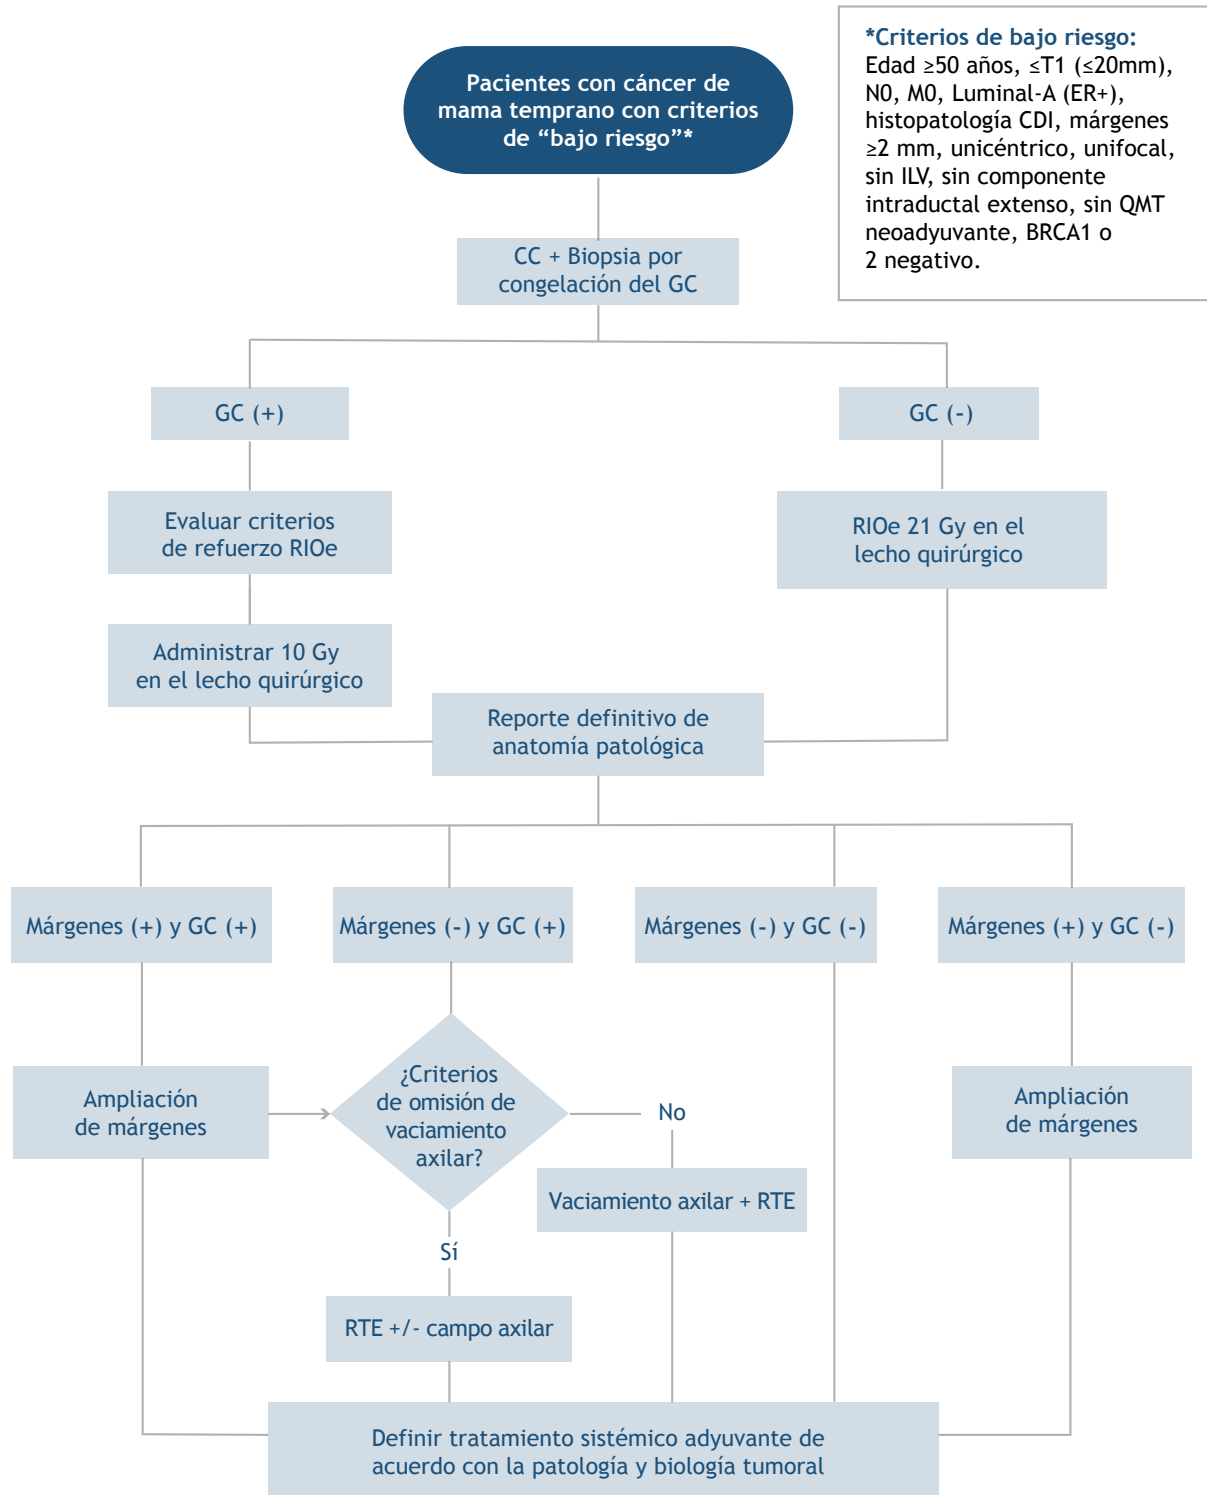 Pacientes con cáncer de
mama temprano con criterios
de “bajo riesgo”*
*Criterios de bajo riesgo:
Edad ≥50 años, ≤T1 (≤20mm),
N0, M0, Luminal-A (ER+),
histopatología CDI, márgenes
≥2 mm, unicéntrico, unifocal,
sin ILV, sin componente
intraductal extenso, sin QMT
neoadyuvante, BRCA1 o
2 negativo.
CC + Biopsia por
congelación del GC
GC (+)
GC (-)
Evaluar criterios
de refuerzo RIOe
RIOe 21 Gy en el
lecho quirúrgico
Administrar 10 Gy
en el lecho quirúrgico
Reporte definitivo de
anatomía patológica
Márgenes (+) y GC (+)
Márgenes (-) y GC (+)
Márgenes (-) y GC (-)
Márgenes (+) y GC (-)
Ampliación
de márgenes
¿Criterios
de omisión de
vaciamiento
axilar?
No
Ampliación
de márgenes
Vaciamiento axilar + RTE
Sí
RTE +/- campo axilar
Definir tratamiento sistémico adyuvante de
acuerdo con la patología y biología tumoral